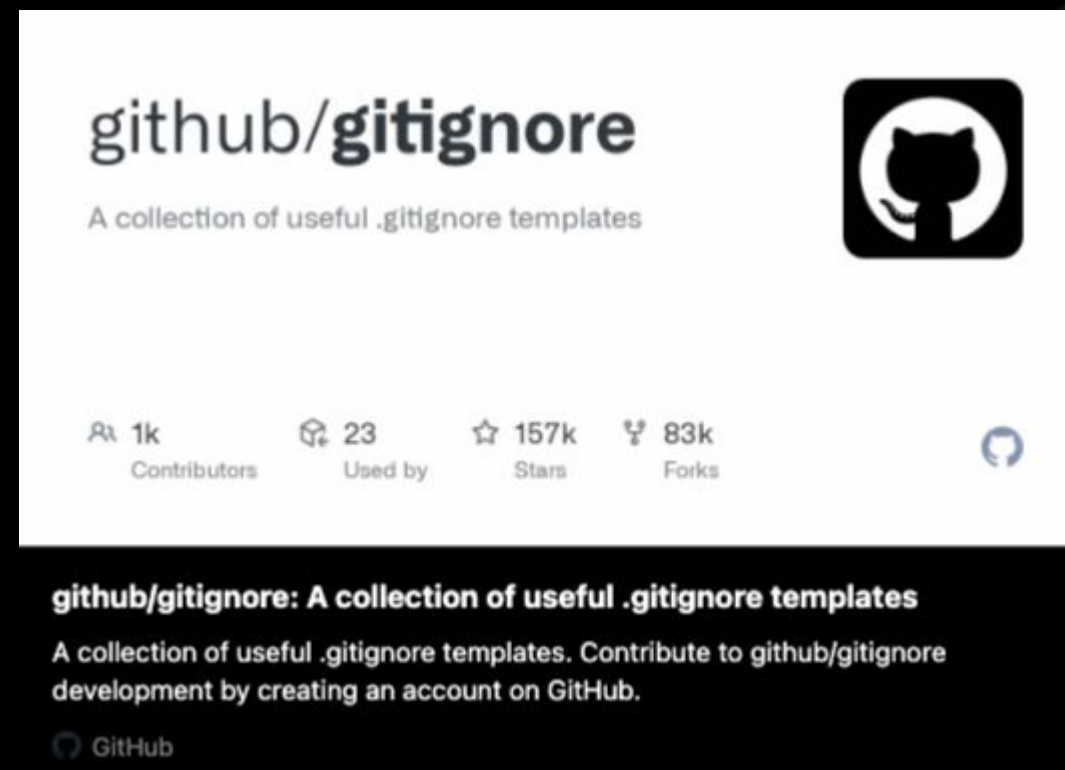 github/gitignore
A collection of useful .gitignore templates
1k
Contributors
23
Used by
157k
Stars
83k
Forks
github/gitignore: A collection of useful .gitignore templates
A collection of useful .gitignore templates. Contribute to github/gitignore
development by creating an account on GitHub.
GitHub